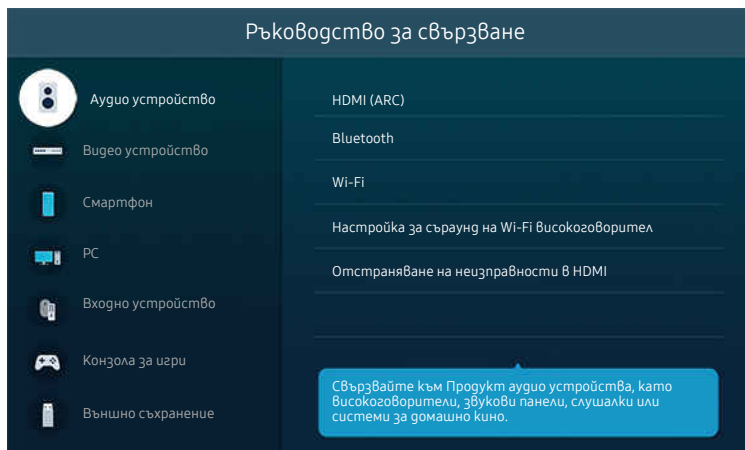 Ръководство за свързване
Аудио устройство
Видео устройство
Смартфон
PC
Входно устройство
Конзола за игри
Външно съхранение
HDMI (ARC)
Bluetooth
Wi-Fi
Настройка за съраунд на Wi-Fi високоговорител
Отстраняване на неизправности в HDMI
Свързвайте към Продукт аудио устройства, като
високоговорители, звукови панели, слушалки или
системи за домашно кино.